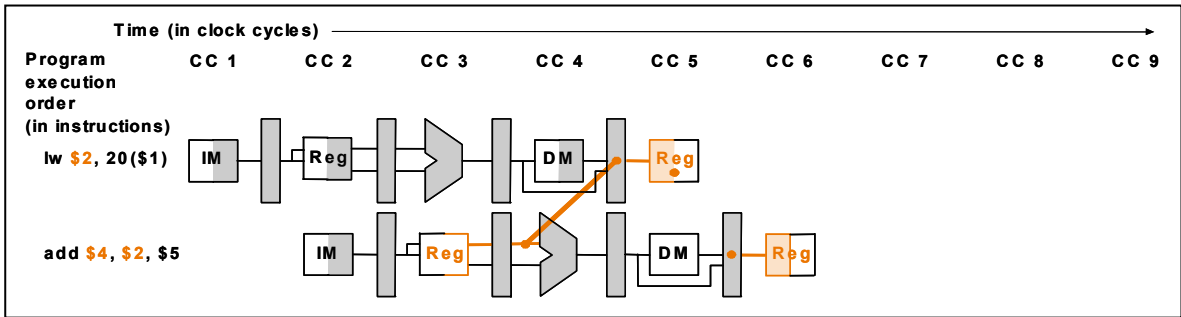 Time (in clock cycles)
Program execution order (in instructions)
CC 1 CC 2 CC 3 CC 4 CC 5 CC 6 CC 7 CC 8 CC 9
lw $2, 20($1)
IM Reg DM Reg
add $4, $2, $5
IM Reg DM Reg